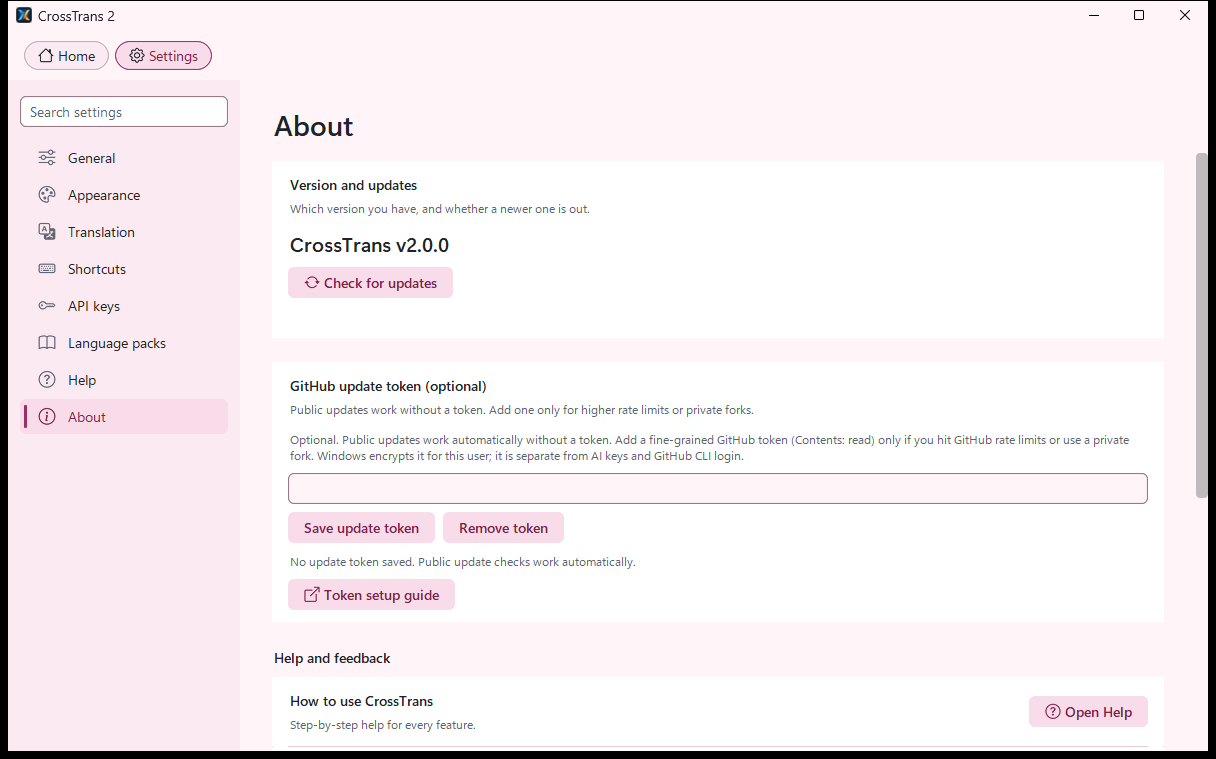 CrossTrans 2
Home
Settings
Search settings
General
Appearance
Translation
Shortcuts
API keys
Language packs
Help
About
About
Version and updates
Which version you have, and whether a newer one is out.
CrossTrans v2.0.0
Check for updates
GitHub update token (optional)
Public updates work without a token. Add one only for higher rate limits or private forks.
Optional. Public updates work automatically without a token. Add a fine-grained GitHub token (Contents: read) only if you hit GitHub rate limits or use a private
fork. Windows encrypts it for this user; it is separate from AI keys and GitHub CLI login.
Save update token
Remove token
No update token saved. Public update checks work automatically.
Token setup guide
Help and feedback
How to use CrossTrans
Step-by-step help for every feature.
Open Help